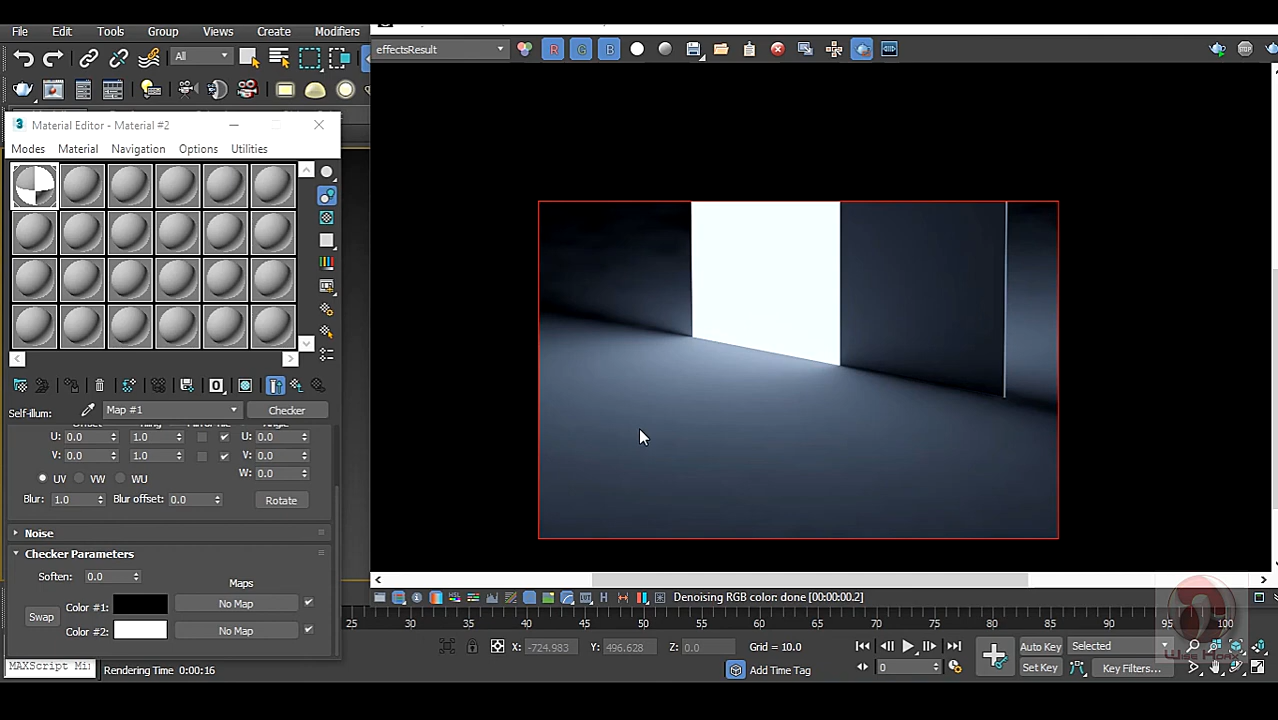 File Edit Tools Group Views Create Modifiers
All
effectsResult
R G B
3 Material Editor - Material #2
Modes Material Navigation Options Utilities
Self-illum: Map #1 Checker
U: 0.0 1.0 U: 0.0
V: 0.0 1.0 V: 0.0
W: 0.0
UV VW WU
Blur: 1.0 Blur offset: 0.0 Rotate
Noise
Checker Parameters
Soften: 0.0 Maps
Color #1: No Map
Swap
Color #2: No Map
H Denoising RGB color: done [00:00:00.2]
25 30 35 40 45 50 55 60 65 70 75 80 85 90 95 100
X: -724.983 Y: 496.628 Z: 0.0 Grid = 10.0 Auto Key Selected
MAXScript Mi Rendering Time 0:00:16 Add Time Tag 0 Set Key Key Filters...